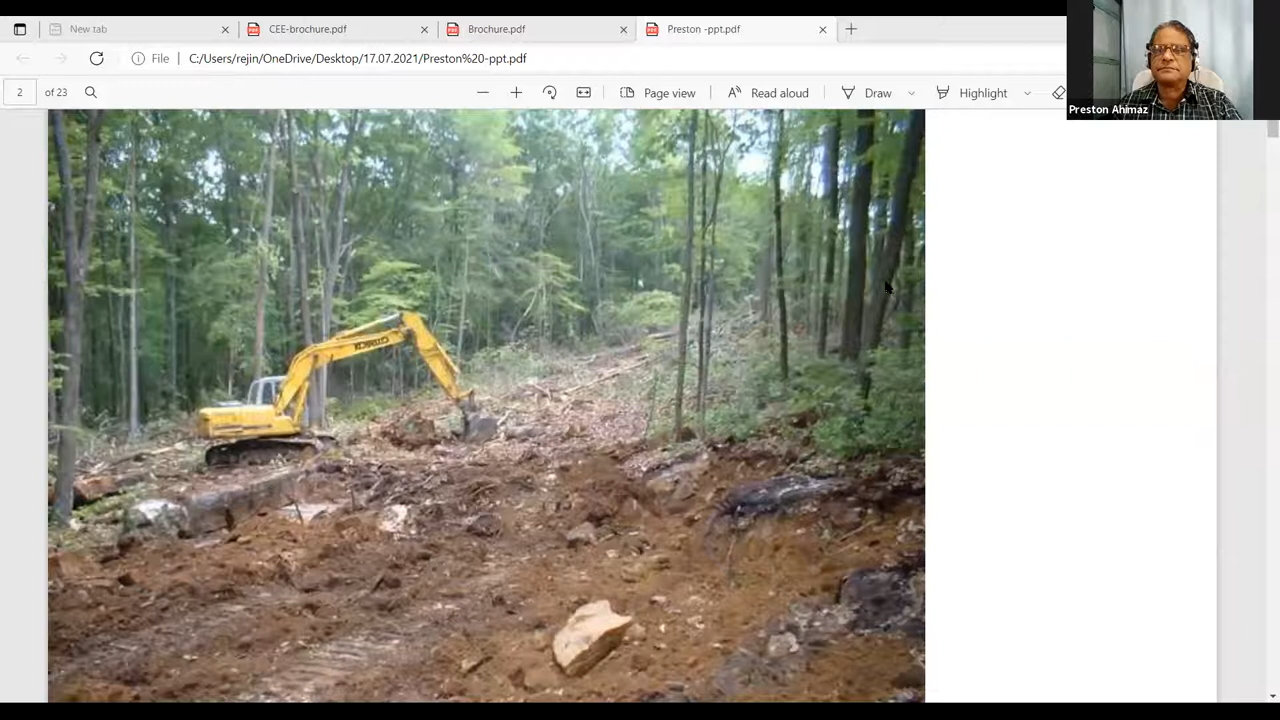 New tab
CEE-brochure.pdf
Brochure.pdf
Preston -ppt.pdf
File C:/Users/rejin/OneDrive/Desktop/17.07.2021/Preston%20-ppt.pdf
2 of 23 Page view Read aloud Draw Highlight
Preston Ahimaz